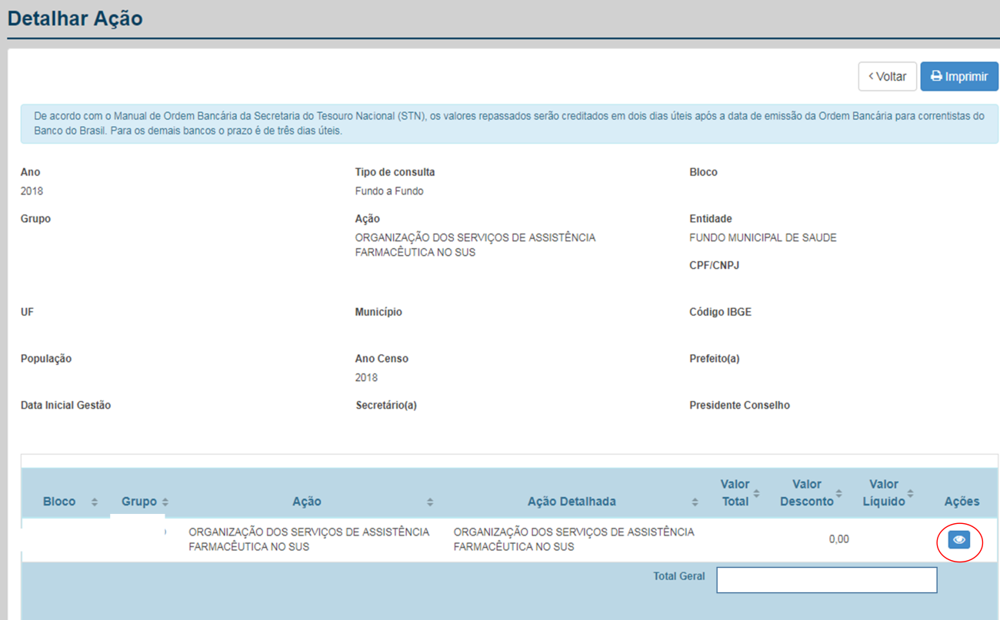 Detalhar Ação
‹ Voltar
Imprimir
De acordo com o Manual de Ordem Bancária da Secretaria do Tesouro Nacional (STN), os valores repassados serão creditados em dois dias úteis após a data de emissão da Ordem Bancária para correntistas do
Banco do Brasil. Para os demais bancos o prazo é de três dias úteis.
Ano
2018
Tipo de consulta
Fundo a Fundo
Bloco
Grupo
Ação
ORGANIZAÇÃO DOS SERVIÇOS DE ASSISTÊNCIA
FARMACÊUTICA NO SUS
Entidade
FUNDO MUNICIPAL DE SAUDE
CPF/CNPJ
UF
Município
Código IBGE
População
Ano Censo
2018
Prefeito(a)
Data Inicial Gestão
Secretário(a)
Presidente Conselho
Bloco
Grupo
Ação
Ação Detalhada
Valor
Total
Valor
Desconto
Valor
Líquido
Ações
ORGANIZAÇÃO DOS SERVIÇOS DE ASSISTÊNCIA
FARMACÊUTICA NO SUS
ORGANIZAÇÃO DOS SERVIÇOS DE ASSISTÊNCIA
FARMACÊUTICA NO SUS
0,00
Total Geral